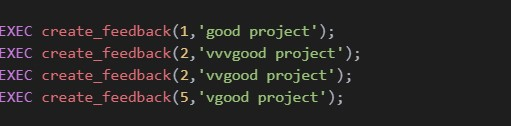 EXEC create_feedback(1,'good project');
EXEC create_feedback(2,'vvvgood project');
EXEC create_feedback(2,'vvgood project');
EXEC create_feedback(5,'vgood project');